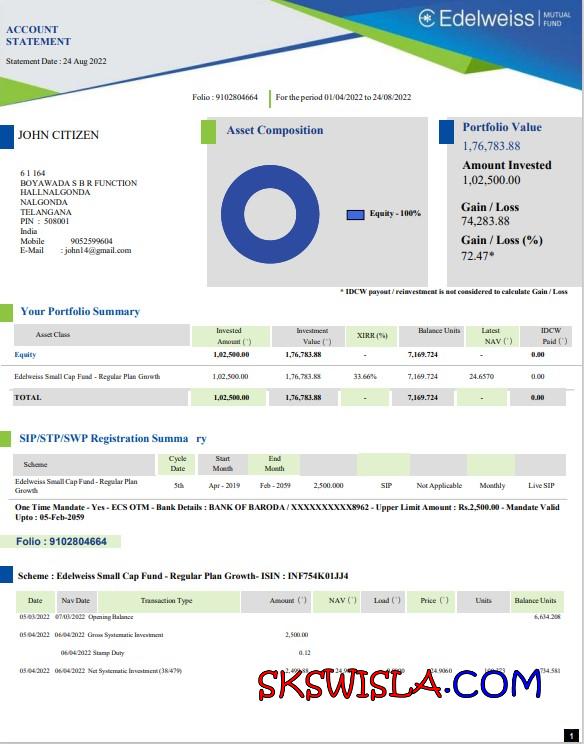 ACCOUNT
STATEMENT
Statement Date : 24 Aug 2022
Edelweiss
MUTUAL
FUND
Folio : 9102804664
For the period 01/04/2022 to 24/08/2022
JOHN CITIZEN
6 1 164
BOYAWADA S B R FUNCTION
HALLNALGONDA
NALGONDA
TELANGANA
PIN : 508001
India
Mobile 9052599604
E-Mail : john14@gmail.com
Asset Composition
Equity - 100%
Portfolio Value
1,76,783.88
Amount Invested
1,02,500.00
Gain / Loss
74,283.88
Gain / Loss (%)
72.47*
* IDCW payout / reinvestment is not considered to calculate Gain / Loss
Your Portfolio Summary
Asset Class Invested Amount (`) Investment Value (`) XIRR (%) Balance Units Latest NAV (`) IDCW Paid (`)
Equity 1,02,500.00 1,76,783.88 - 7,169.724 - 0.00
Edelweiss Small Cap Fund - Regular Plan Growth 1,02,500.00 1,76,783.88 33.66% 7,169.724 24.6570 0.00
TOTAL 1,02,500.00 1,76,783.88 - 7,169.724 - 0.00
SIP/STP/SWP Registration Summa ry
Scheme Cycle Date Start Month End Month
Edelweiss Small Cap Fund - Regular Plan Growth 5th Apr - 2019 Feb - 2059 2,500.000 SIP Not Applicable Monthly Live SIP
One Time Mandate - Yes - ECS OTM - Bank Details : BANK OF BARODA / XXXXXXXXXX8962 - Upper Limit Amount : Rs.2,500.00 - Mandate Valid
Upto : 05-Feb-2059
Folio : 9102804664
Scheme : Edelweiss Small Cap Fund - Regular Plan Growth- ISIN : INF754K01JJ4
Date Nav Date Transaction Type Amount (`) NAV (`) Load (`) Price (`) Units Balance Units
05/03/2022 07/03/2022 Opening Balance 6,634.208
05/04/2022 06/04/2022 Gross Systematic Investment 2,500.00
06/04/2022 Stamp Duty 0.12
05/04/2022 06/04/2022 Net Systematic Investment (38/479)
SKSWISLA.COM
1